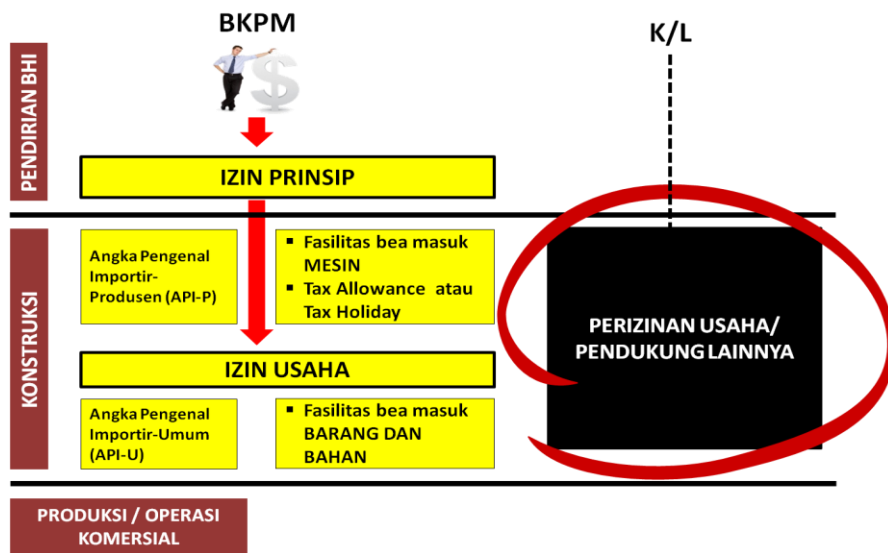 BKPM
K/L
$
PENDIRIAN BHI
IZIN PRINSIP
KONSTRUKSI
Angka Pengenal
Importir-
Produsen (API-P)
▪ Fasilitas bea masuk
MESIN
▪ Tax Allowance atau
Tax Holiday
PERIZINAN USAHA/
PENDUKUNG LAINNYA
IZIN USAHA
Angka Pengenal
Importir-Umum
(API-U)
▪ Fasilitas bea masuk
BARANG DAN
BAHAN
PRODUKSI / OPERASI
KOMERSIAL